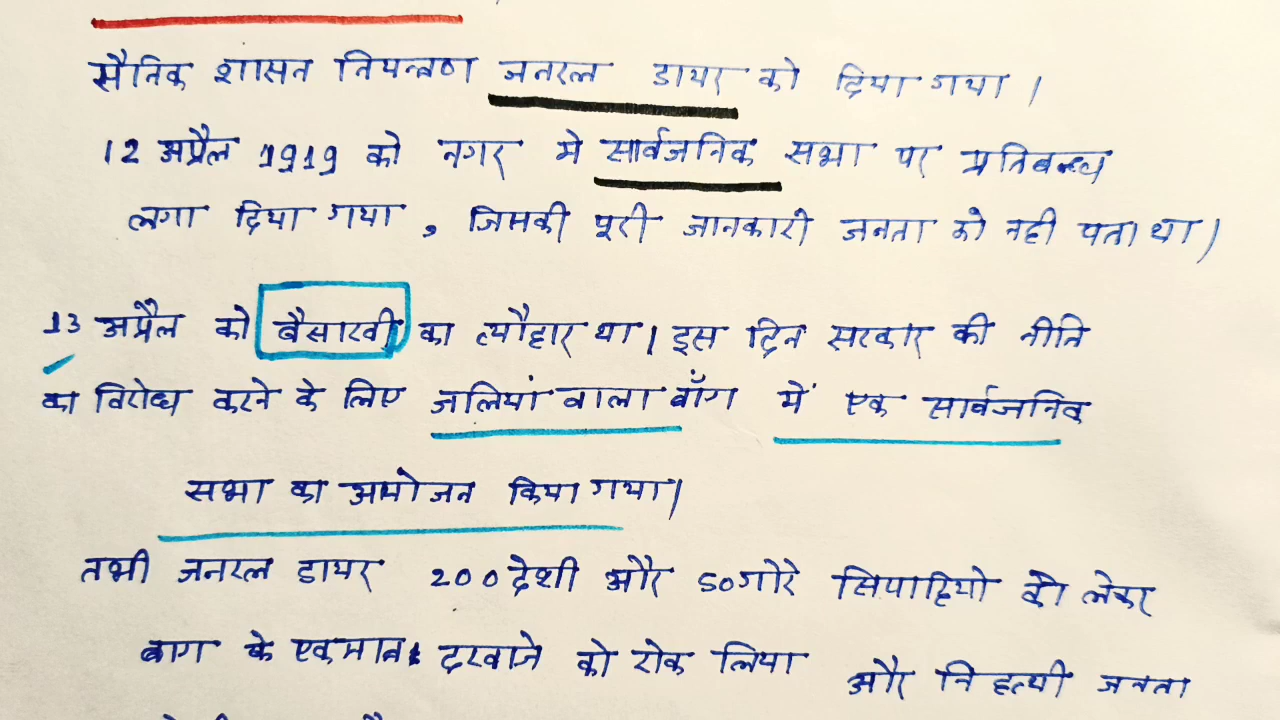 सैनिक शासन नियन्त्रण जनरल डायर को दिया गया।
12 अप्रैल 1919 को नगर मे सार्वजनिक सभा पर प्रतिबन्ध
लगा दिया गया, जिसकी पूरी जानकारी जनता को नही पता था।
13 अप्रैल को बैसाखी का त्यौहार था। इस दिन सरकार की नीति
का विरोध करने के लिए जलियांवाला बॉग में एक सार्वजनिक
सभा का अयोजन किया गया।
तभी जनरल डायर 200 देशी और 50 गोरे सिपाहियो को लेकर
बाग के एकमात्र दरवाजे को रोक लिया और निहत्थी जनता